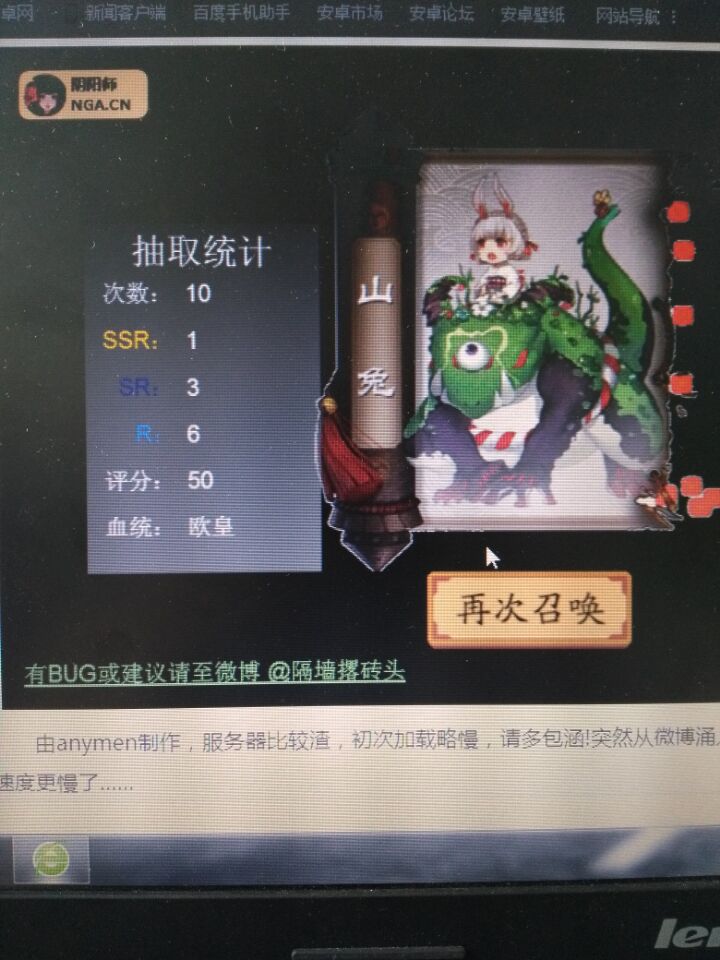 卓网 新闻客户端 百度手机助手 安卓市场 安卓论坛 安卓壁纸 网站导航
阴阳师
NGA.CN
抽取统计
次数： 10
SSR： 1
SR： 3
R： 6
评分： 50
血统： 欧皇
山兔
再次召唤
有BUG或建议请至微博 @隔墙撂砖头
由anymen制作，服务器比较渣，初次加载略慢，请多包涵!突然从微博涌
速度更慢了......